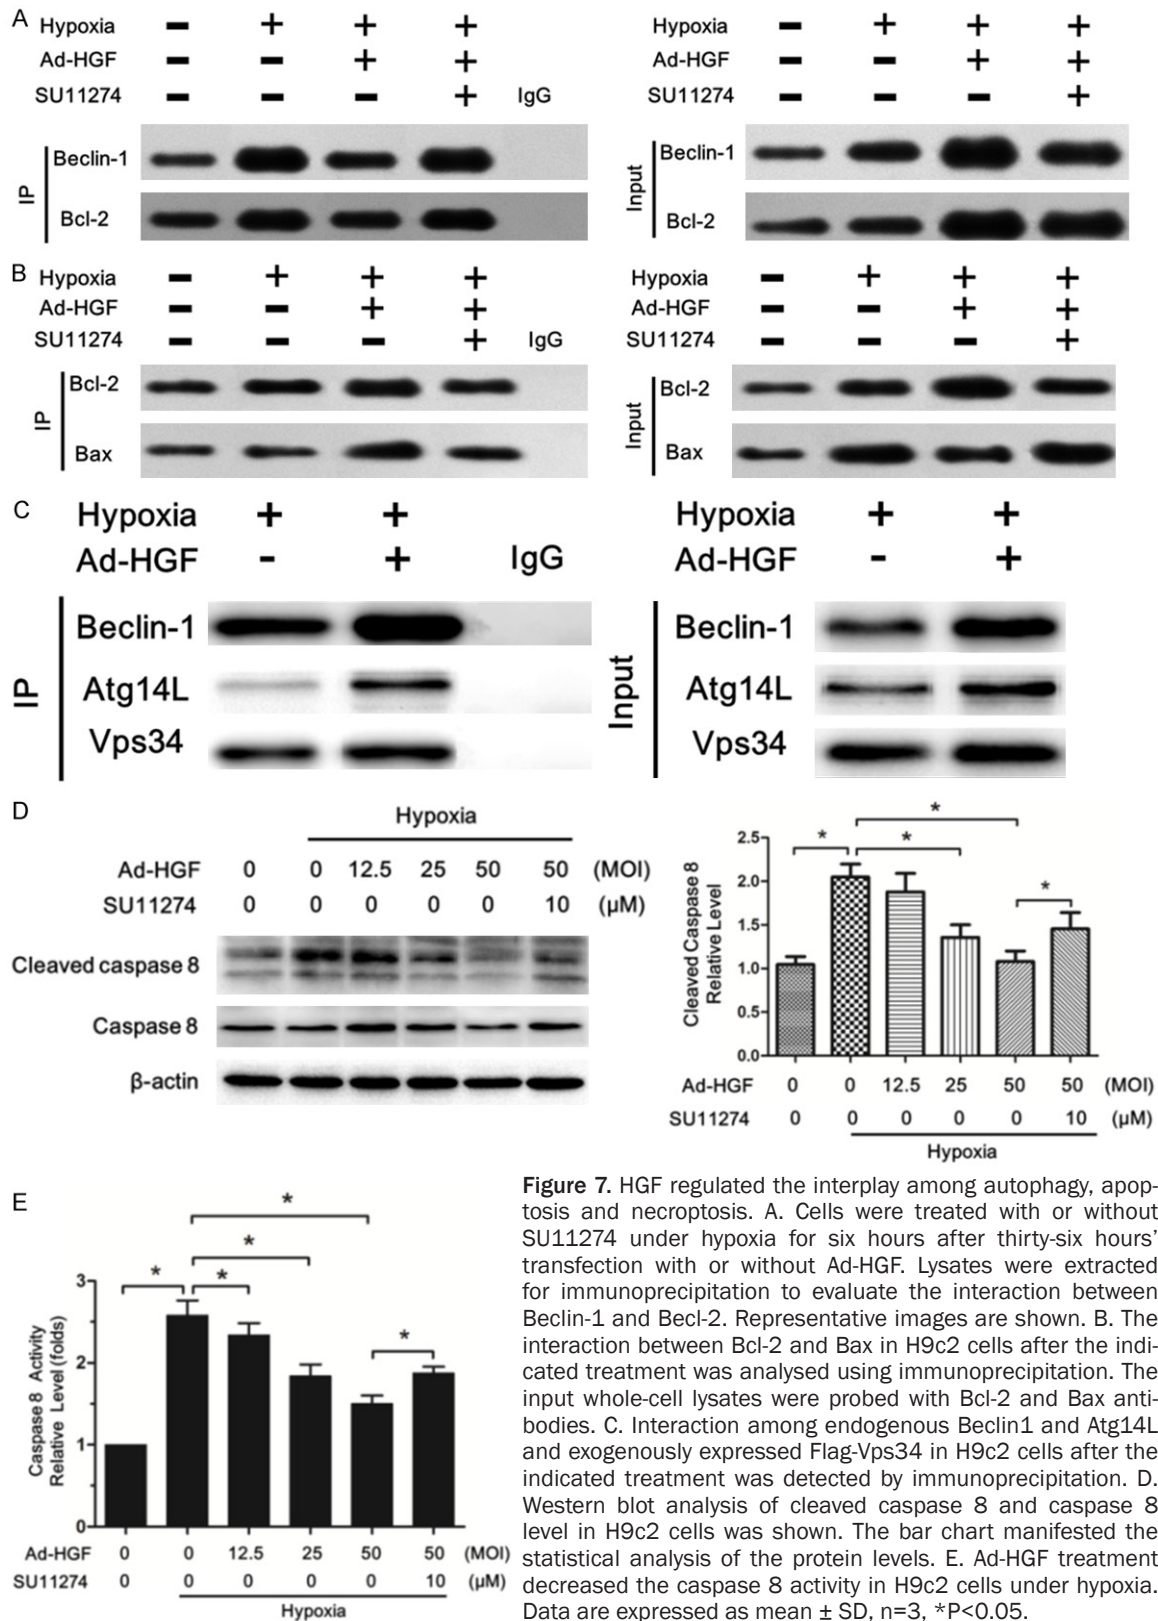 A
Hypoxia − + + +
Ad-HGF − − + +
SU11274 − − − + IgG
IP
Beclin-1
Bcl-2
Hypoxia − + + +
Ad-HGF − − + +
SU11274 − − − +
Input
Beclin-1
Bcl-2
B
Hypoxia − + + +
Ad-HGF − − + +
SU11274 − − − + IgG
IP
Bcl-2
Bax
Hypoxia − + + +
Ad-HGF − − + +
SU11274 − − − +
Input
Bcl-2
Bax
C
Hypoxia + +
Ad-HGF - + IgG
IP
Beclin-1
Atg14L
Vps34
Hypoxia + +
Ad-HGF - +
Input
Beclin-1
Atg14L
Vps34
D
Hypoxia
Ad-HGF 0 0 12.5 25 50 50 (MOI)
SU11274 0 0 0 0 0 10 (μM)
Cleaved caspase 8
Caspase 8
β-actin
Cleaved Caspase 8
Relative Level
2.5
2.0
1.5
1.0
0.5
0.0
* * * *
Ad-HGF 0 0 12.5 25 50 50 (MOI)
SU11274 0 0 0 0 0 10 (μM)
Hypoxia
E
Caspase 8 Activity
Relative Level (folds)
3
2
1
0
* * * * *
Ad-HGF 0 0 12.5 25 50 50 (MOI)
SU11274 0 0 0 0 0 10 (μM)
Hypoxia
Figure 7. HGF regulated the interplay among autophagy, apop-
tosis and necroptosis. A. Cells were treated with or without
SU11274 under hypoxia for six hours after thirty-six hours'
transfection with or without Ad-HGF. Lysates were extracted
for immunoprecipitation to evaluate the interaction between
Beclin-1 and Becl-2. Representative images are shown. B. The
interaction between Bcl-2 and Bax in H9c2 cells after the indi-
cated treatment was analysed using immunoprecipitation. The
input whole-cell lysates were probed with Bcl-2 and Bax anti-
bodies. C. Interaction among endogenous Beclin1 and Atg14L
and exogenously expressed Flag-Vps34 in H9c2 cells after the
indicated treatment was detected by immunoprecipitation. D.
Western blot analysis of cleaved caspase 8 and caspase 8
level in H9c2 cells was shown. The bar chart manifested the
statistical analysis of the protein levels. E. Ad-HGF treatment
decreased the caspase 8 activity in H9c2 cells under hypoxia.
Data are expressed as mean ± SD, n=3, *P<0.05.